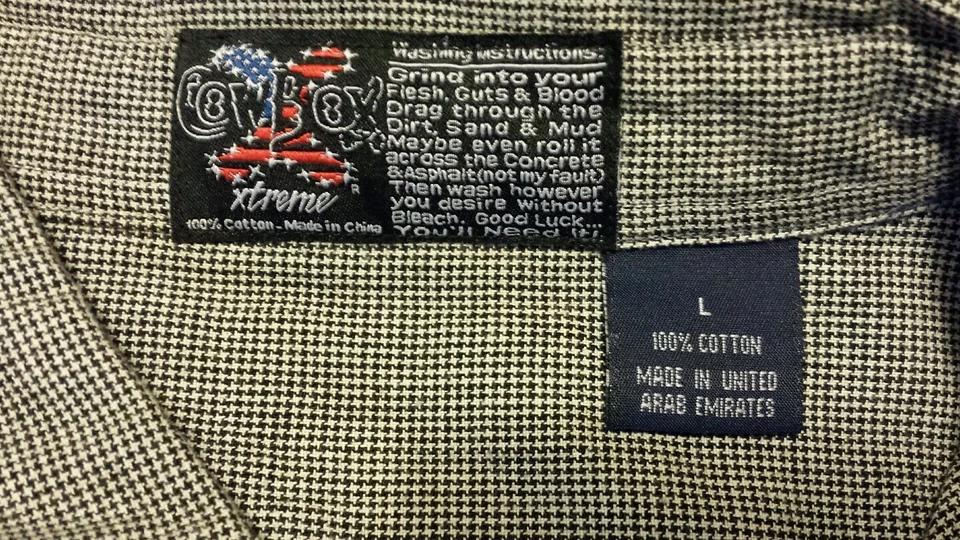 COWBOY
xtreme
R
100% Cotton - Made in China
Washing instructions:
Grind into your
Flesh, Guts & Blood
Drag through the
Dirt, Sand & Mud
Maybe even roll it
across the Concrete
&Asphalt(not my fault)
Then wash however
you desire without
Bleach. Good Luck,
You'll Need It!
L
100% COTTON
MADE IN UNITED
ARAB EMIRATES